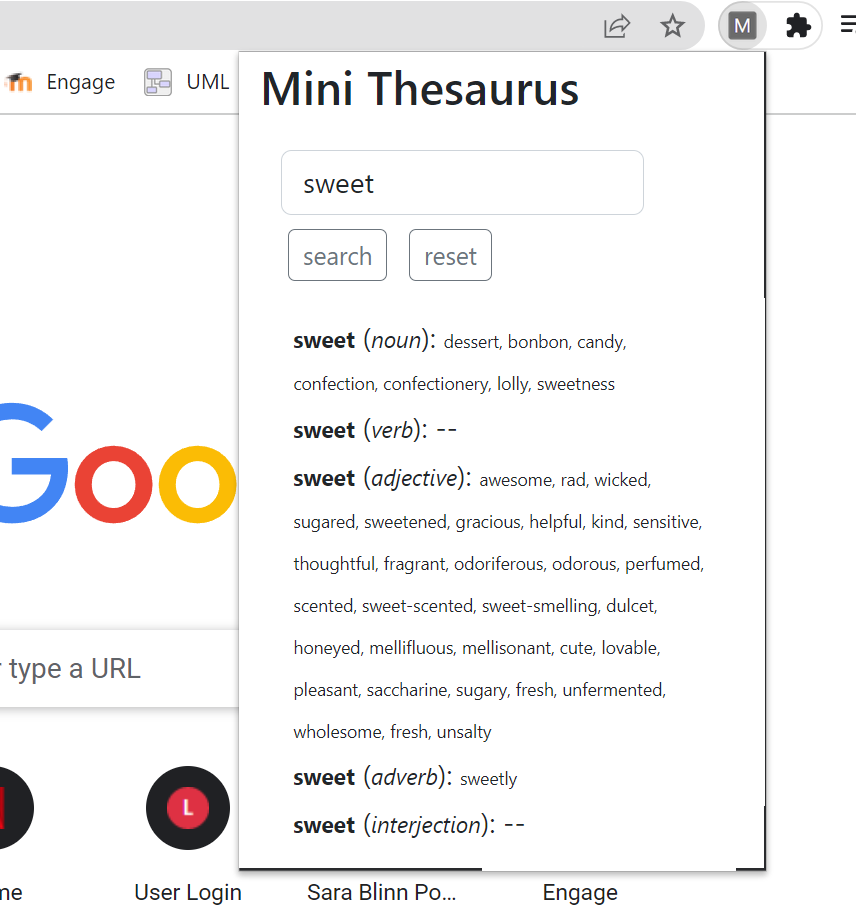 M
Engage
UML
Mini Thesaurus
sweet
search reset
sweet (noun): dessert, bonbon, candy,
confection, confectionery, lolly, sweetness
sweet (verb): --
sweet (adjective): awesome, rad, wicked,
sugared, sweetened, gracious, helpful, kind, sensitive,
thoughtful, fragrant, odoriferous, odorous, perfumed,
scented, sweet-scented, sweet-smelling, dulcet,
honeyed, mellifluous, mellisonant, cute, lovable,
pleasant, saccharine, sugary, fresh, unfermented,
wholesome, fresh, unsalty
sweet (adverb): sweetly
sweet (interjection): --
Goo
type a URL
L
User Login
Sara Blinn Po...
Engage